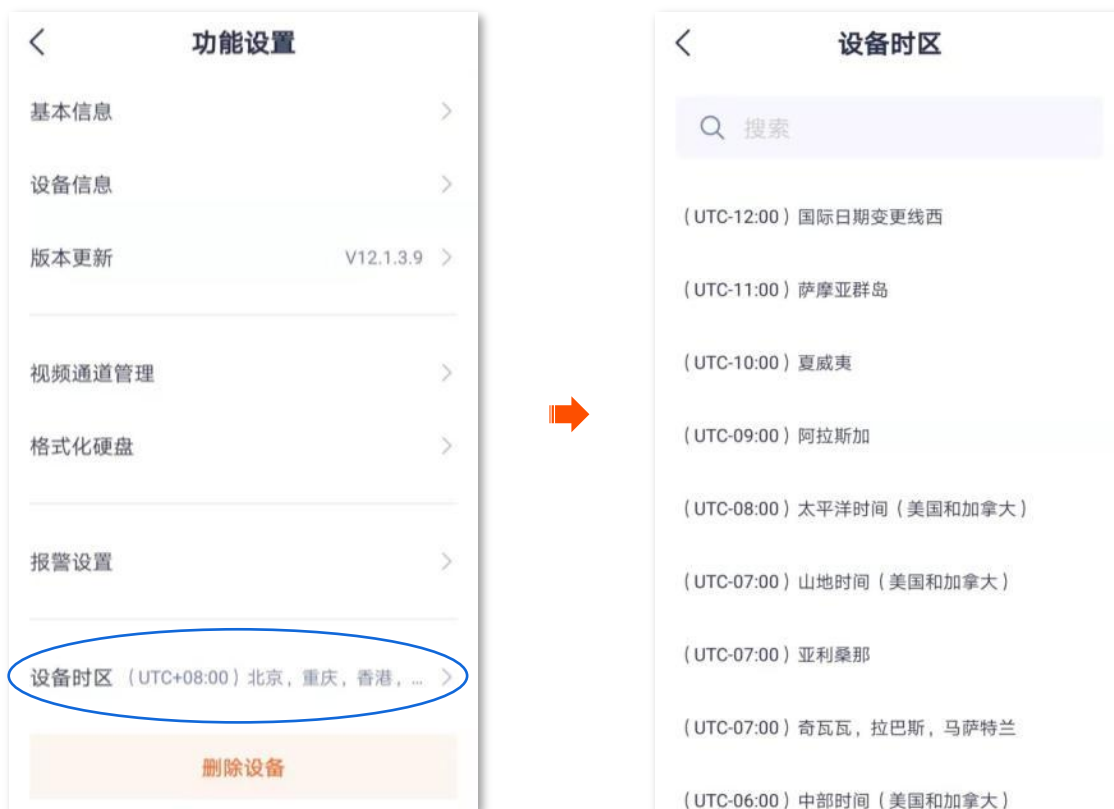 功能设置
基本信息
设备信息
版本更新 V12.1.3.9
视频通道管理
格式化硬盘
报警设置
设备时区 (UTC+08:00) 北京, 重庆, 香港, ...
删除设备
设备时区
搜索
(UTC-12:00) 国际日期变更线西
(UTC-11:00) 萨摩亚群岛
(UTC-10:00) 夏威夷
(UTC-09:00) 阿拉斯加
(UTC-08:00) 太平洋时间 (美国和加拿大)
(UTC-07:00) 山地时间 (美国和加拿大)
(UTC-07:00) 亚利桑那
(UTC-07:00) 奇瓦瓦, 拉巴斯, 马萨特兰
(UTC-06:00) 中部时间 (美国和加拿大)